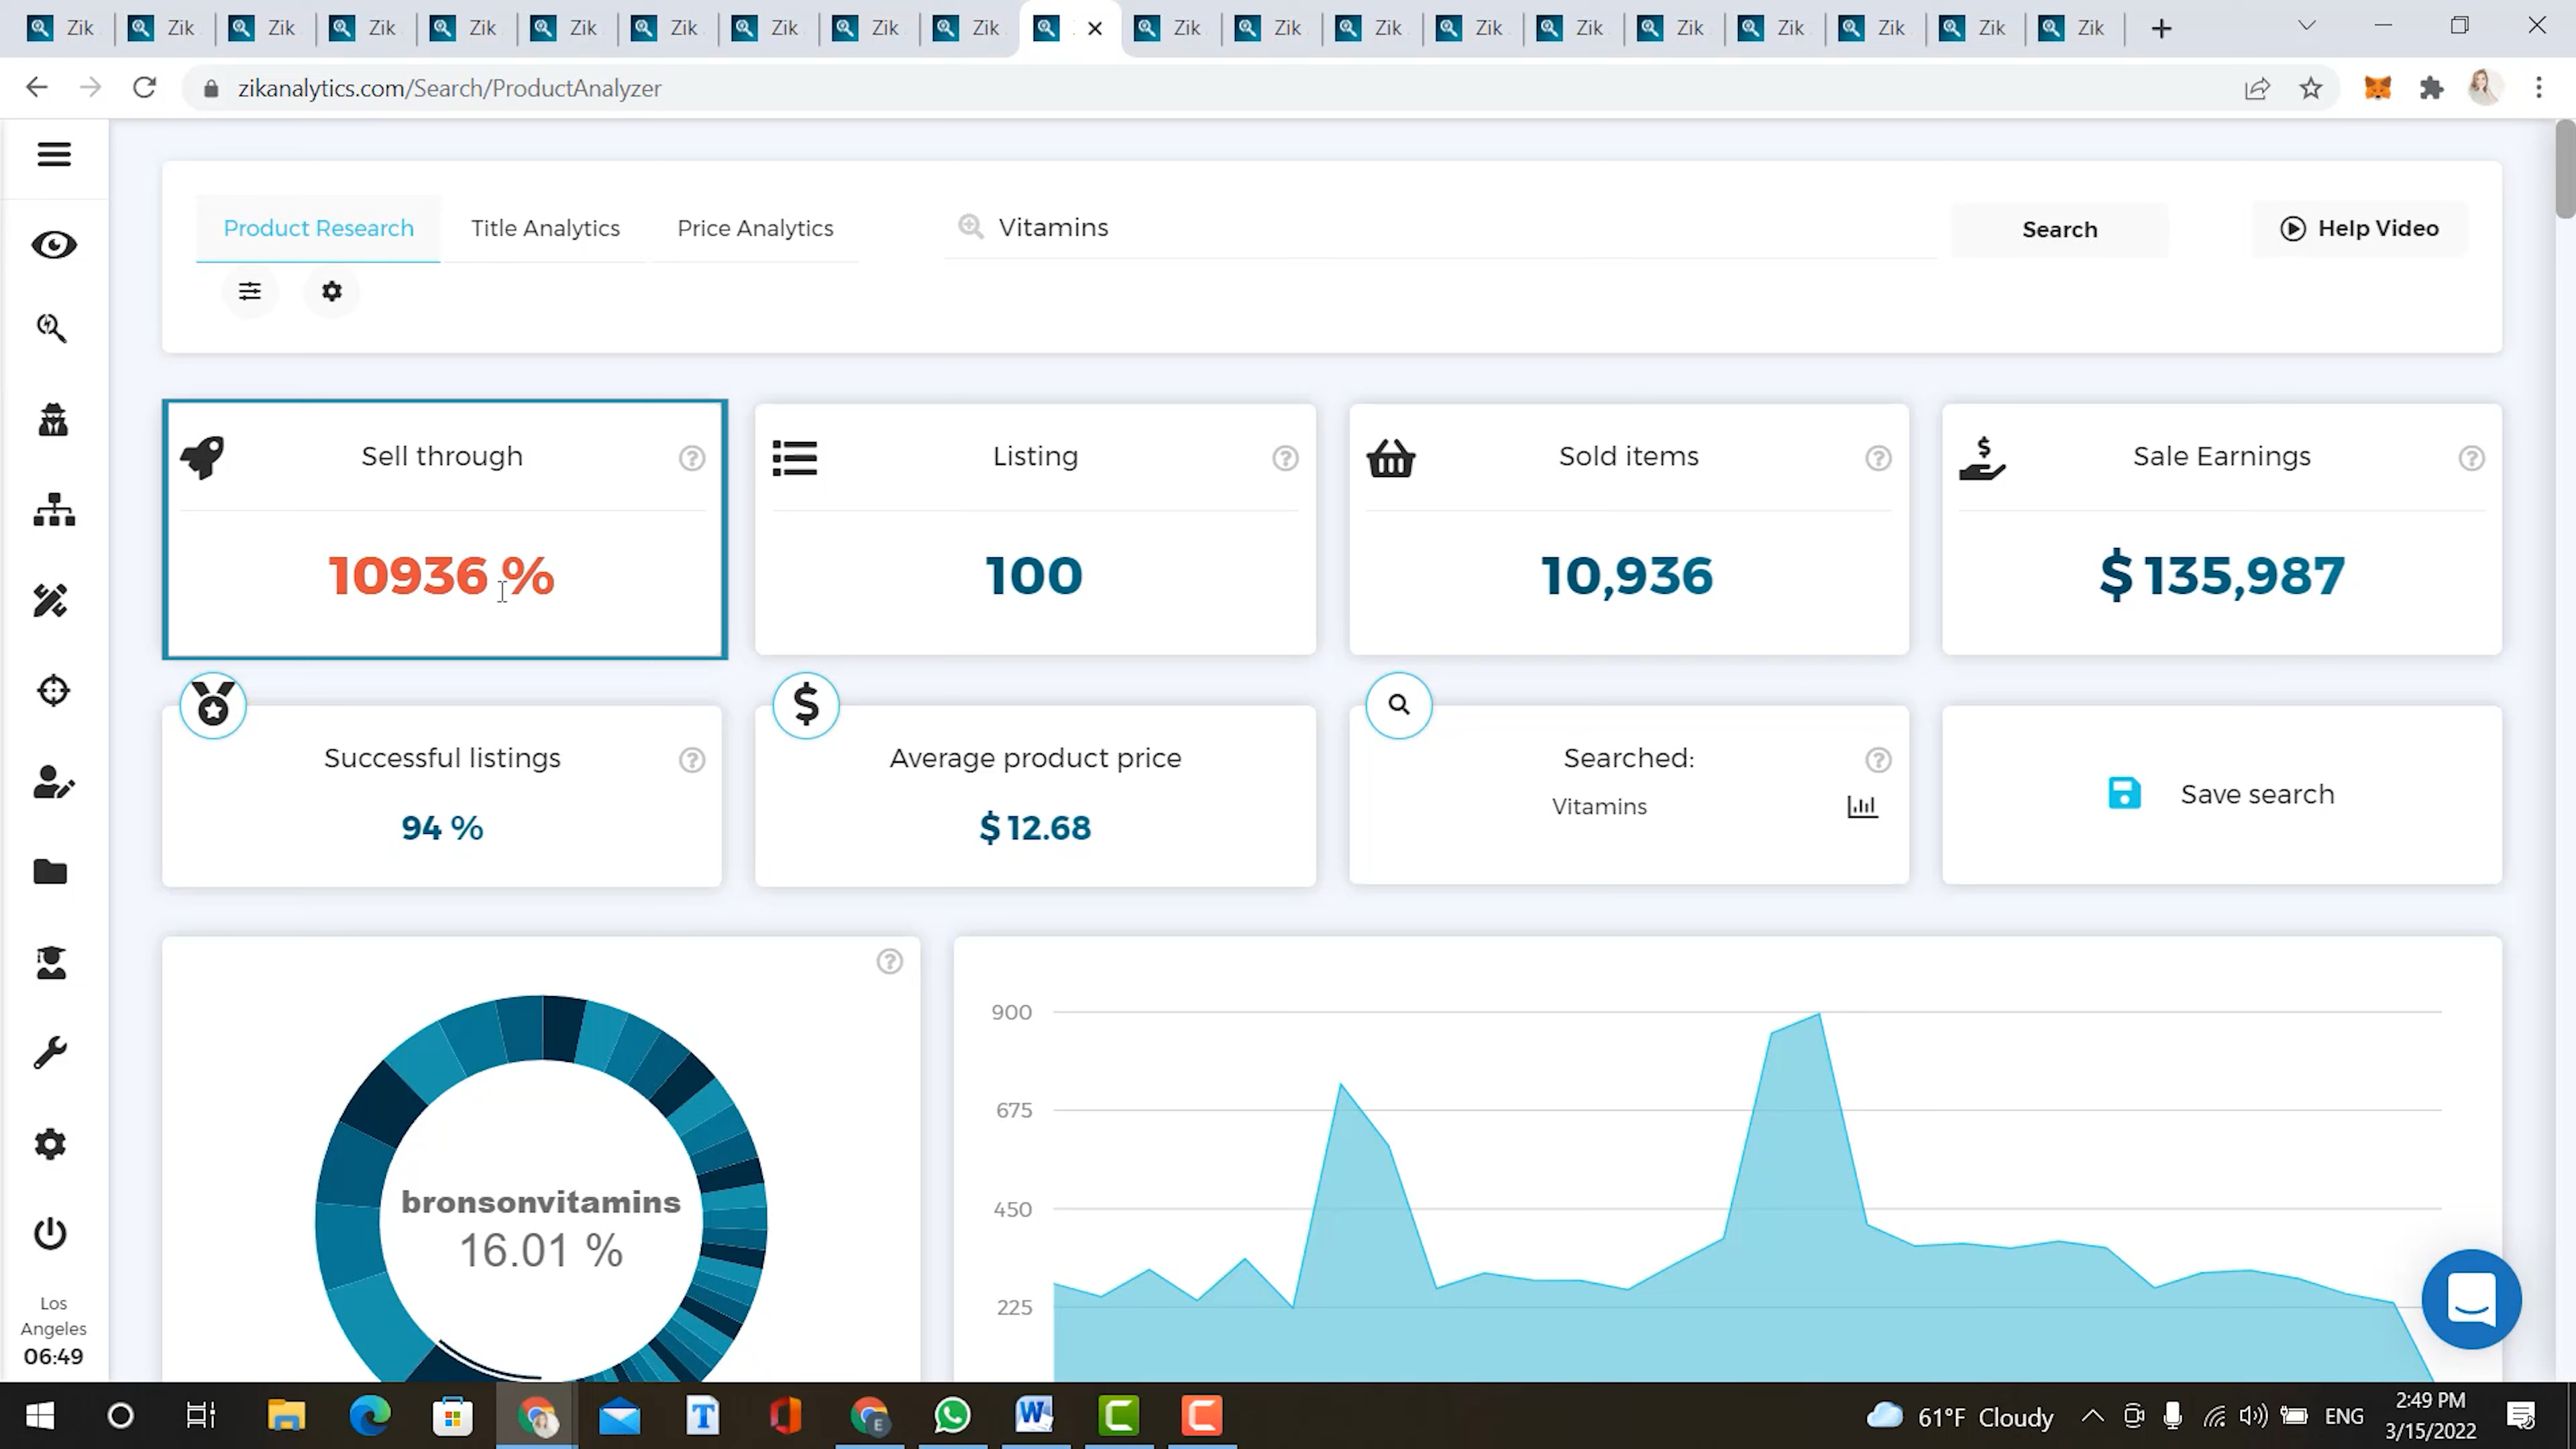 Zik Zik Zik Zik Zik Zik Zik Zik Zik Zik Zik Zik Zik Zik Zik Zik Zik Zik Zik Zik
zikanalytics.com/Search/ProductAnalyzer
Product Research Title Analytics Price Analytics Vitamins Search Help Video
Sell through
10936 %
Listing
100
Sold items
10,936
Sale Earnings
$ 135,987
Successful listings
94 %
Average product price
$ 12.68
Searched:
Vitamins
Save search
bronsonvitamins
16.01 %
900
675
450
225
Los
Angeles
06:49
61°F Cloudy
ENG
2:49 PM
3/15/2022